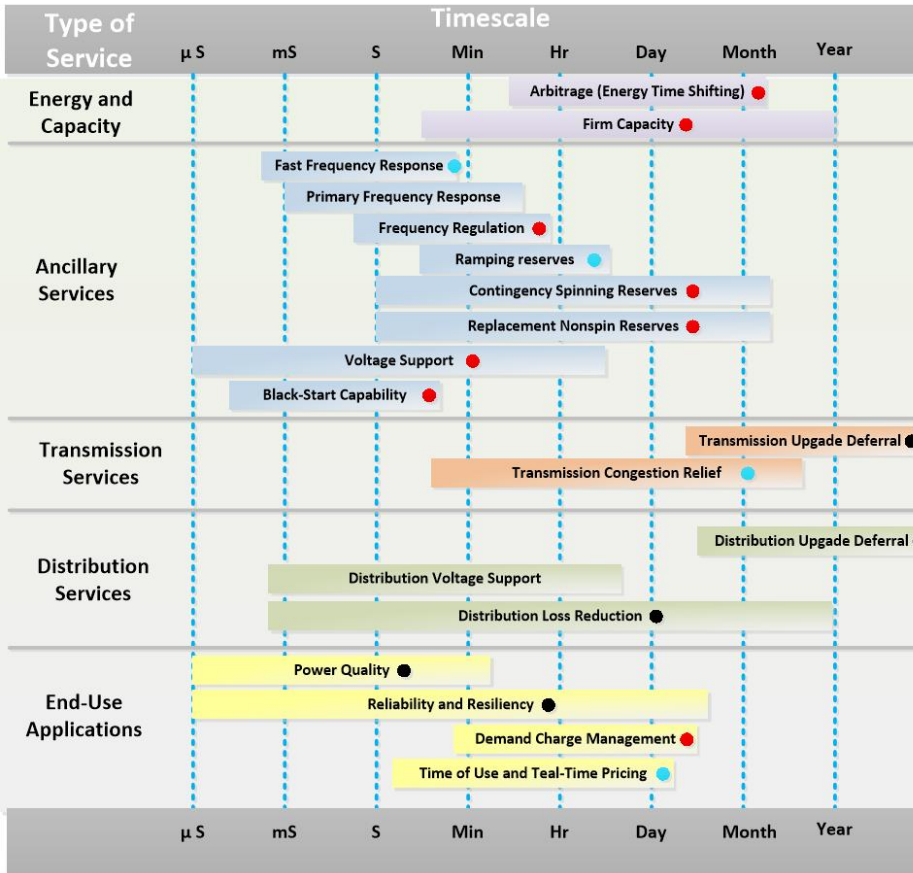 Type of
Service
Timescale
µ S mS S Min Hr Day Month Year
Energy and
Capacity
Arbitrage (Energy Time Shifting)
Firm Capacity
Ancillary
Services
Fast Frequency Response
Primary Frequency Response
Frequency Regulation
Ramping reserves
Contingency Spinning Reserves
Replacement Nonspin Reserves
Voltage Support
Black-Start Capability
Transmission
Services
Transmission Upgade Deferral
Transmission Congestion Relief
Distribution
Services
Distribution Upgade Deferral
Distribution Voltage Support
Distribution Loss Reduction
End-Use
Applications
Power Quality
Reliability and Resiliency
Demand Charge Management
Time of Use and Teal-Time Pricing
µ S mS S Min Hr Day Month Year